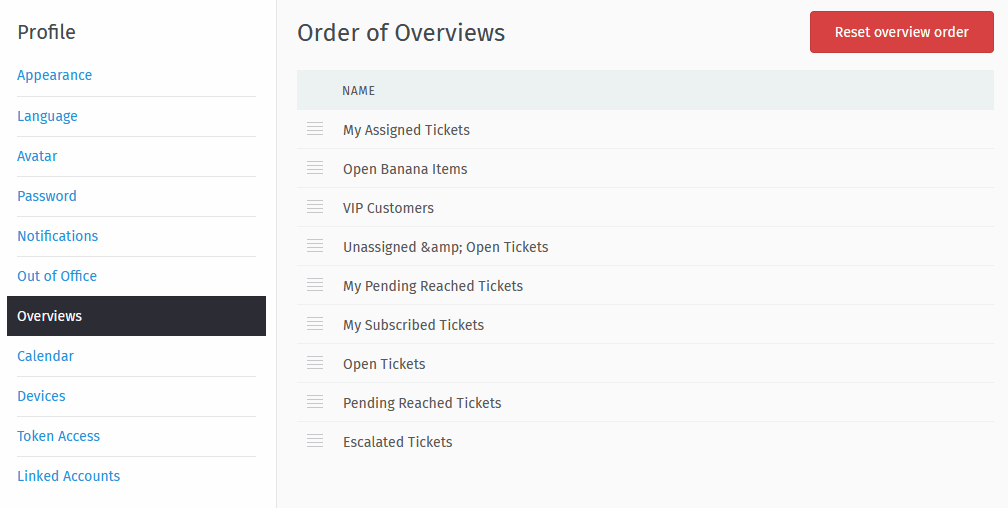 Profile
Appearance
Language
Avatar
Password
Notifications
Out of Office
Overviews
Calendar
Devices
Token Access
Linked Accounts
Order of Overviews
Reset overview order
NAME
My Assigned Tickets
Open Banana Items
VIP Customers
Unassigned &amp; Open Tickets
My Pending Reached Tickets
My Subscribed Tickets
Open Tickets
Pending Reached Tickets
Escalated Tickets